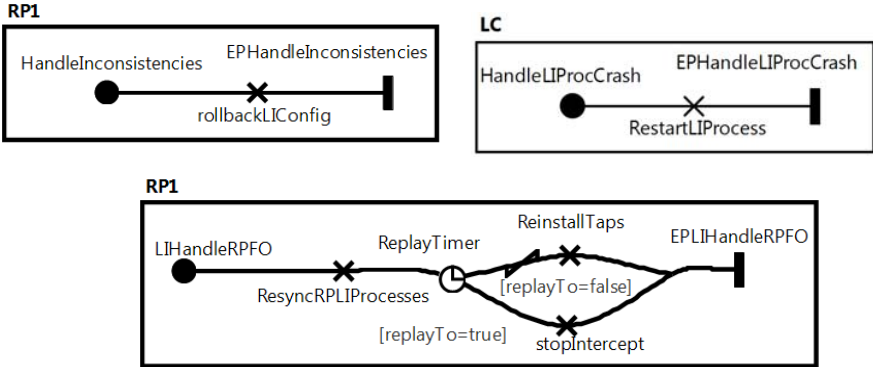 RP1
HandleInconsistencies
EPHandleInconsistencies
rollbackLIConfig
LC
HandleLIProcCrash
EPHandleLIProcCrash
RestartLIProcess
RP1
LIHandleRPFO
ResyncRPLIProcesses
ReplayTimer
ReinstallTaps
[replayTo=false]
[replayTo=true]
stopIntercept
EPLIHandleRPFO